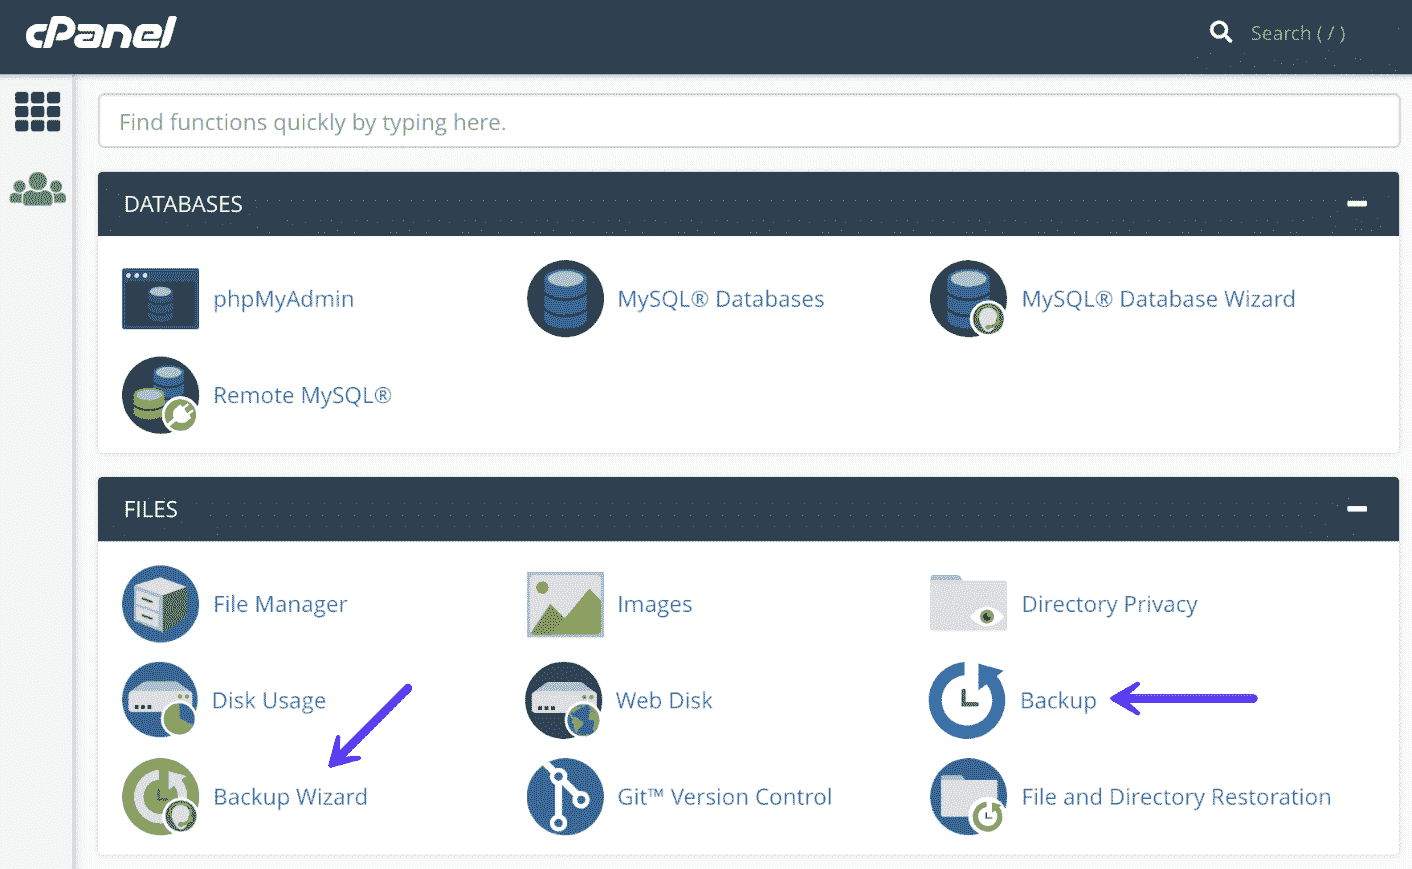 cPanel
Search ( / )
Find functions quickly by typing here.
DATABASES
phpMyAdmin
MySQL® Databases
MySQL® Database Wizard
Remote MySQL®
FILES
File Manager
Images
Directory Privacy
Disk Usage
Web Disk
Backup
Backup Wizard
Git™ Version Control
File and Directory Restoration